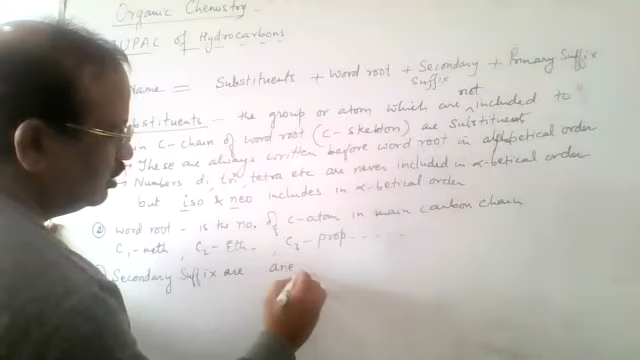 Organic Chemistry
IUPAC of Hydrocarbons
Name = Substituents + Word root + Secondary Suffix + Primary Suffix
Substituents - the group or atom which are not included to
in C-chain of word root (C-skelton) are substituent
→ These are always written before word root in alphbetical order
→ Numbers di, tri, tetra etc are never included in α-betical order
but iso & neo includes in α-betical order
② Word root - is the no. of C-atom in main carbon chain
C₁-meth, C₂-Eth-, C₃-prop-----
Secondary Suffix are ane